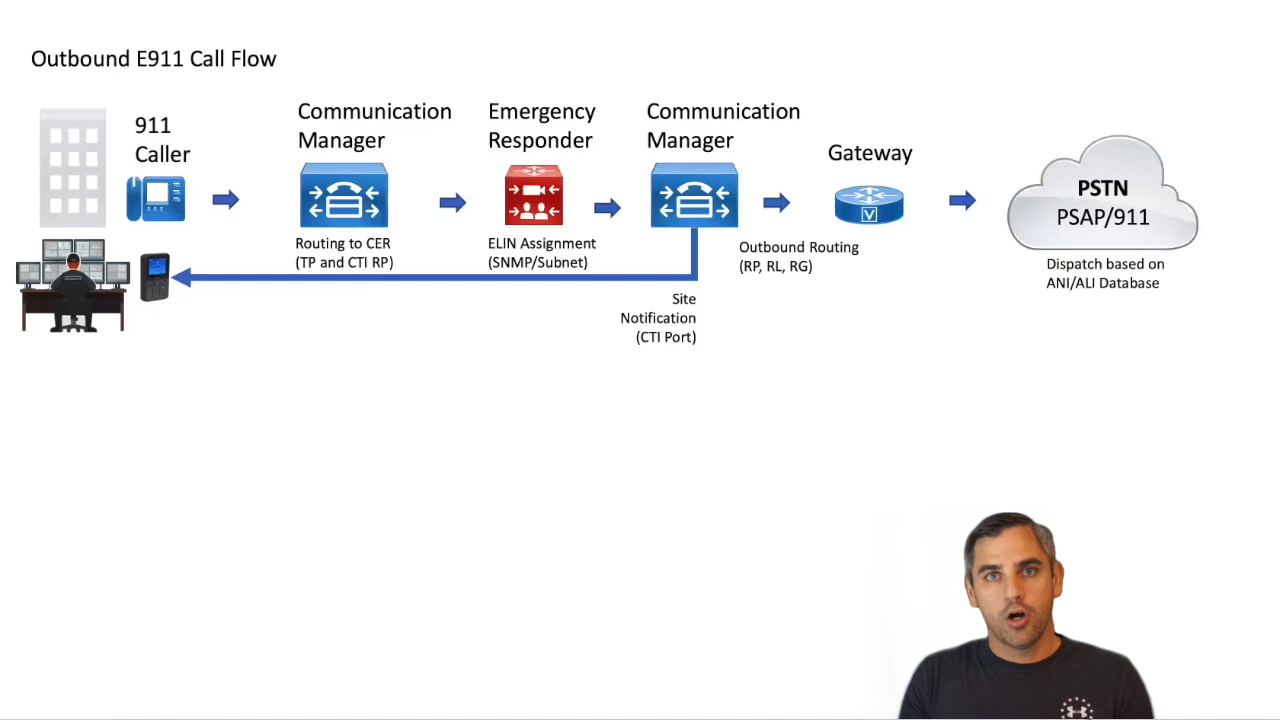 Outbound E911 Call Flow
911
Caller
Communication
Manager
Routing to CER
(TP and CTI RP)
Emergency
Responder
ELIN Assignment
(SNMP/Subnet)
Communication
Manager
Site
Notification
(CTI Port)
Outbound Routing
(RP, RL, RG)
Gateway
V
PSTN
PSAP/911
Dispatch based on
ANI/ALI Database